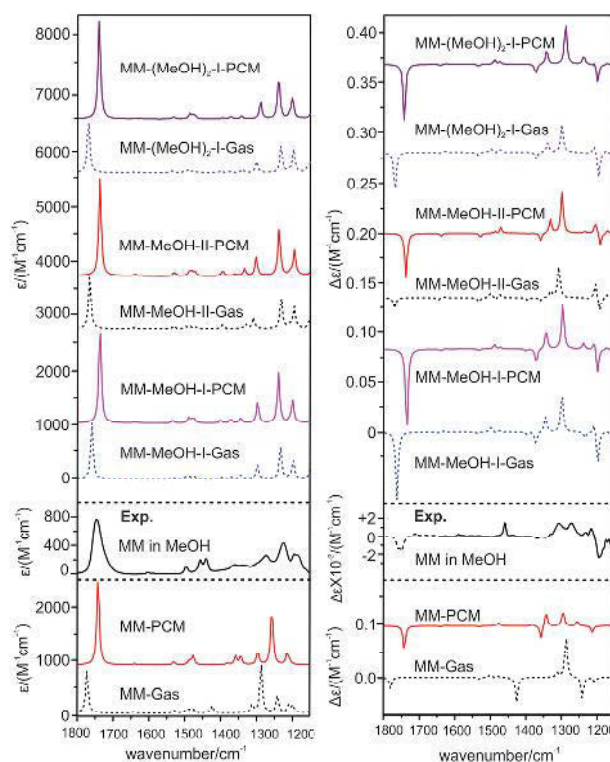 8000
MM-(MeOH)₂-I-PCM
7000
MM-(MeOH)₂-I-Gas
6000
ε/(M⁻¹cm⁻¹)
5000
MM-MeOH-II-PCM
4000
MM-MeOH-II-Gas
3000
2000
MM-MeOH-I-PCM
1000
MM-MeOH-I-Gas
0
800
Exp.
400
MM in MeOH
0
ε/(M⁻¹cm⁻¹)
2000
MM-PCM
1000
MM-Gas
0
ε/(M⁻¹cm⁻¹)
1800 1700 1600 1500 1400 1300 1200
wavenumber/cm⁻¹
0.40
MM-(MeOH)₂-I-PCM
0.35
0.30
MM-(MeOH)₂-I-Gas
0.25
MM-MeOH-II-PCM
0.20
Δε/(M⁻¹cm⁻¹)
0.15
MM-MeOH-II-Gas
0.10
MM-MeOH-I-PCM
0.05
0
MM-MeOH-I-Gas
+2
Exp.
0
-2
MM in MeOH
MM-PCM
0.1
MM-Gas
0.0
Δε/(M⁻¹cm⁻¹)
1800 1700 1600 1500 1400 1300 1200
wavenumber/cm⁻¹